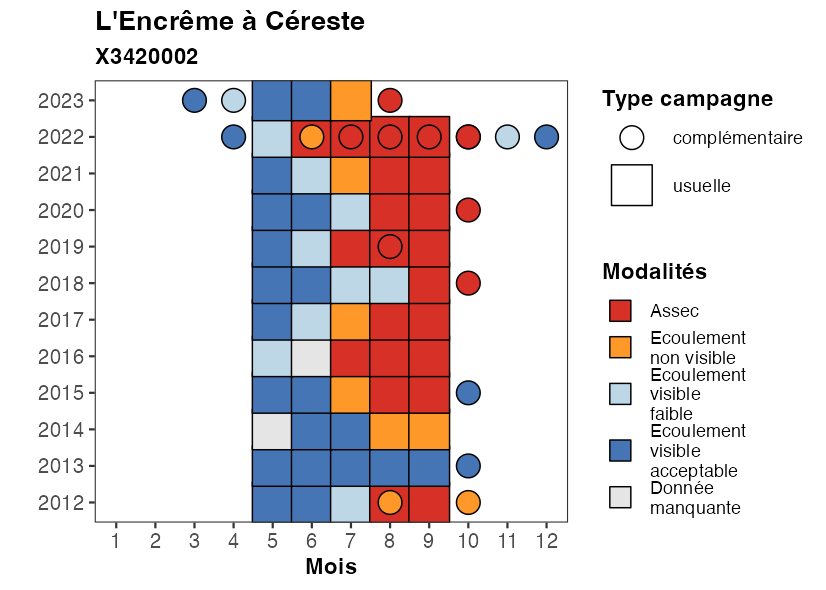 L'Encrême à Céreste
X3420002
2023
2022
2021
2020
2019
2018
2017
2016
2015
2014
2013
2012
1 2 3 4 5 6 7 8 9 10 11 12
Mois
Type campagne
complémentaire
usuelle
Modalités
Assec
Ecoulement
non visible
Ecoulement
visible
faible
Ecoulement
visible
acceptable
Donnée
manquante